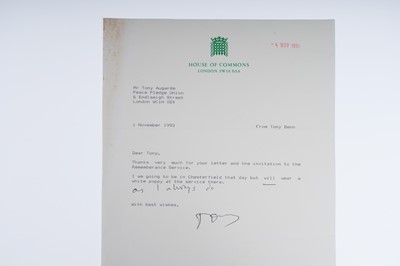 HOUSE OF COMMONS
LONDON SW1A 0AA
Mr Tony Augarde
Peace Pledge Union
6 Endsleigh Street
London WC1H 0DX
1 November 1990
From Tony Benn
Dear Tony,
Thanks very much for your letter and the invitation to the
Remembrance Service.
I am going to be in Chesterfield that day but will wear a
white poppy at the service there,
as I always do
With best wishes,
Tony